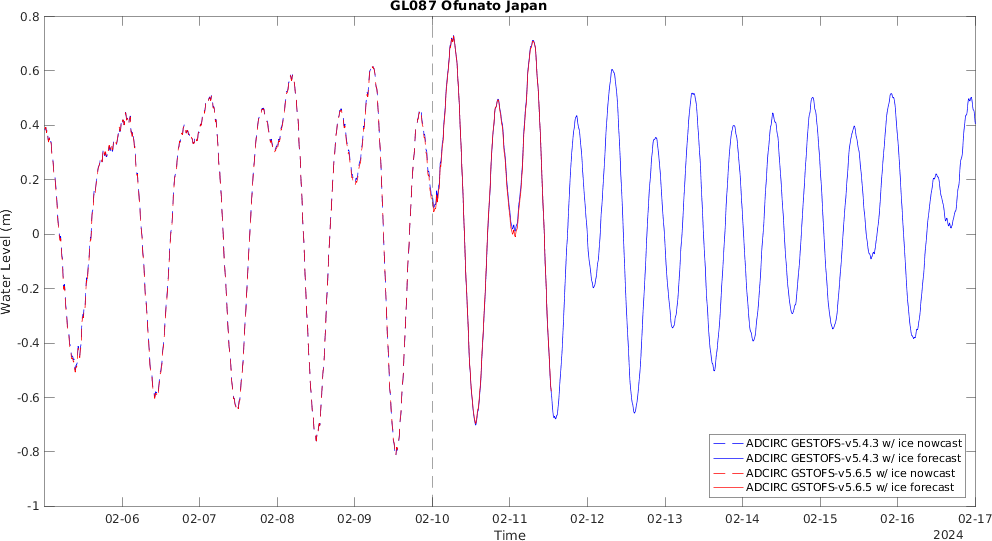 GL087 Ofunato Japan
0.8
0.6
0.4
0.2
0
-0.2
-0.4
-0.6
-0.8
-1
Water Level (m)
ADCIRC GESTOFS-v5.4.3 w/ ice nowcast
ADCIRC GESTOFS-v5.4.3 w/ ice forecast
ADCIRC GSTOFS-v5.6.5 w/ ice nowcast
ADCIRC GSTOFS-v5.6.5 w/ ice forecast
02-06 02-07 02-08 02-09 02-10 02-11 02-12 02-13 02-14 02-15 02-16 02-17
Time
2024